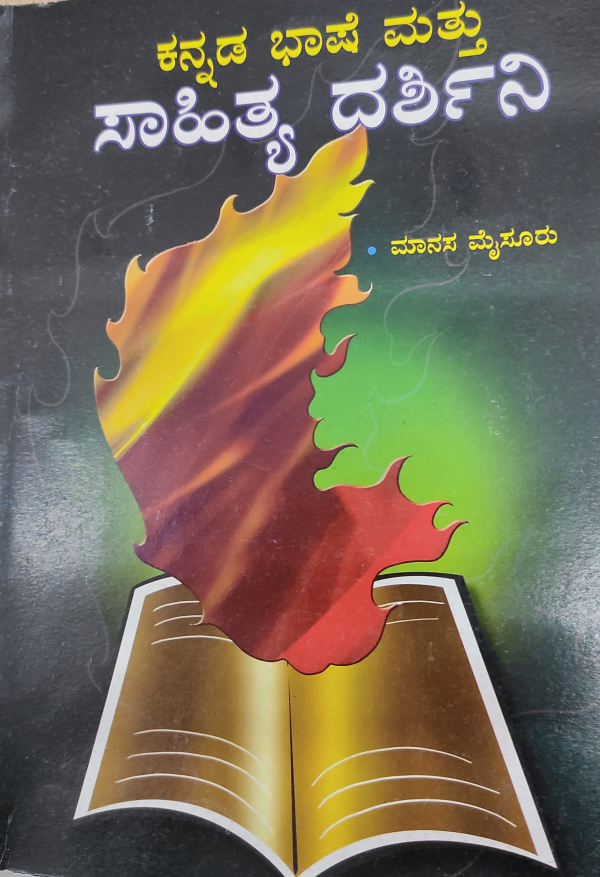 ಕನ್ನಡ ಭಾಷೆ ಮತ್ತು
ಸಾಹಿತ್ಯ ದರ್ಶಿನಿ
• ಮಾನಸ ಮೈಸೂರು